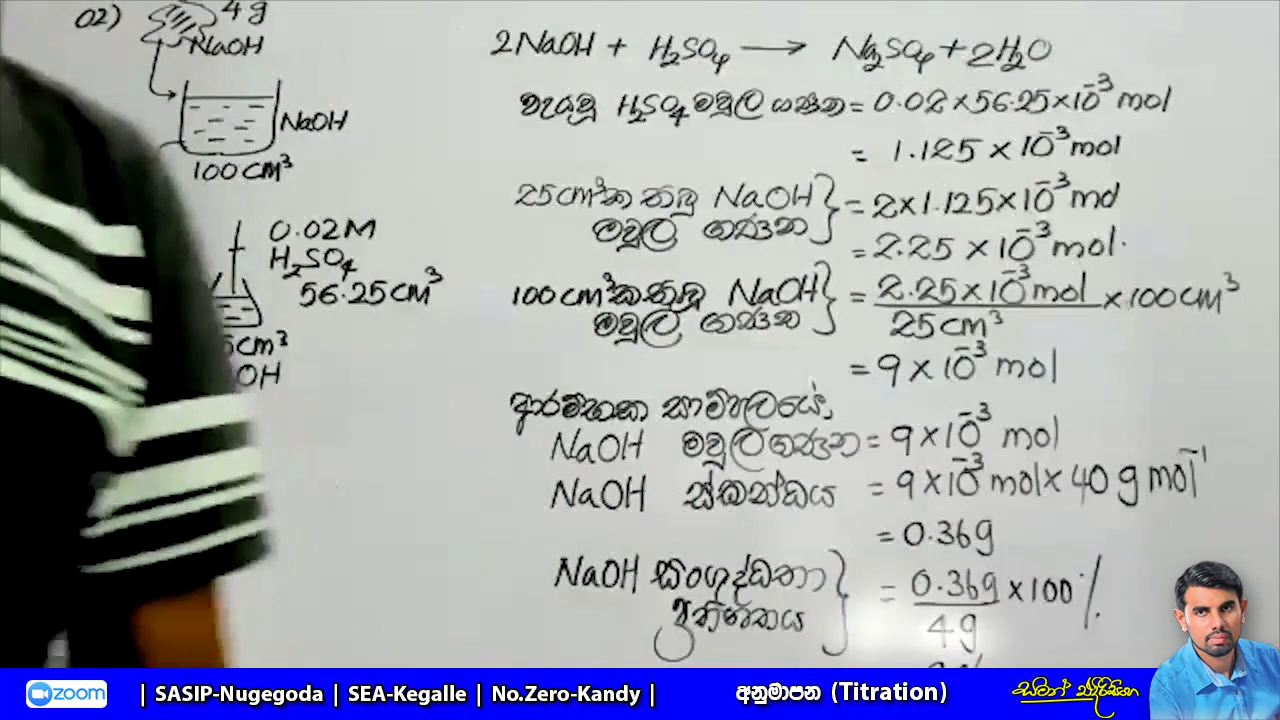 02) 4g
NaOH
NaOH
100cm³
0.02M
H₂SO₄
56.25cm³
5cm³
OH
2NaOH + H₂SO₄ → Na₂SO₄ + 2H₂O
වැයවූ H₂SO₄ මවුල ගණන = 0.02×56.25×10⁻³ mol
= 1.125 × 10⁻³ mol
25cm³ක තිබූ NaOH මවුල ගණන } = 2×1.125×10⁻³ mol
= 2.25 × 10⁻³ mol.
100cm³ක තිබූ NaOH මවුල ගණන } = 2.25×10⁻³ mol / 25cm³ × 100cm³
= 9 × 10⁻³ mol
ආරම්භක සාම්පලයේ,
NaOH මවුල ගණන = 9×10⁻³ mol
NaOH ස්කන්ධය = 9×10⁻³ mol × 40 g mol⁻¹
= 0.36g
NaOH සංශුද්ධතා ප්‍රතිශතය } = 0.36g / 4g × 100%
zoom | SASIP-Nugegoda | SEA-Kegalle | No.Zero-Kandy | අනුමාපන (Titration)